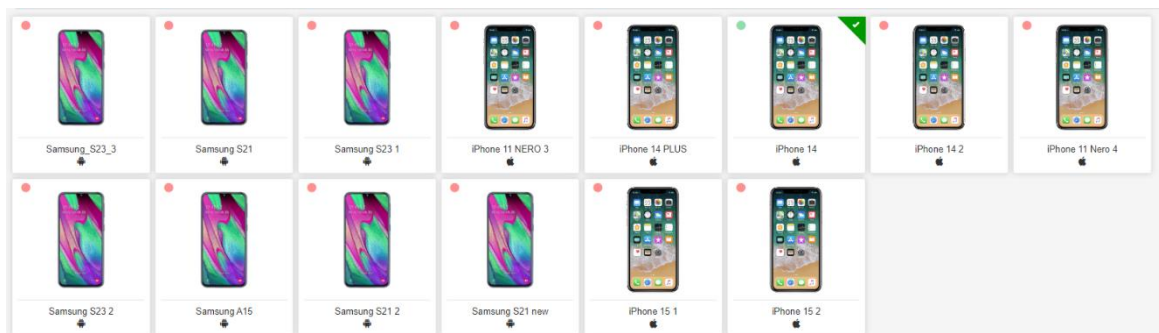 Samsung_S23_3
Samsung S21
Samsung S23 1
iPhone 11 NERO 3
iPhone 14 PLUS
iPhone 14
iPhone 14 2
iPhone 11 Nero 4
Samsung S23 2
Samsung A15
Samsung S21 2
Samsung S21 new
iPhone 15 1
iPhone 15 2